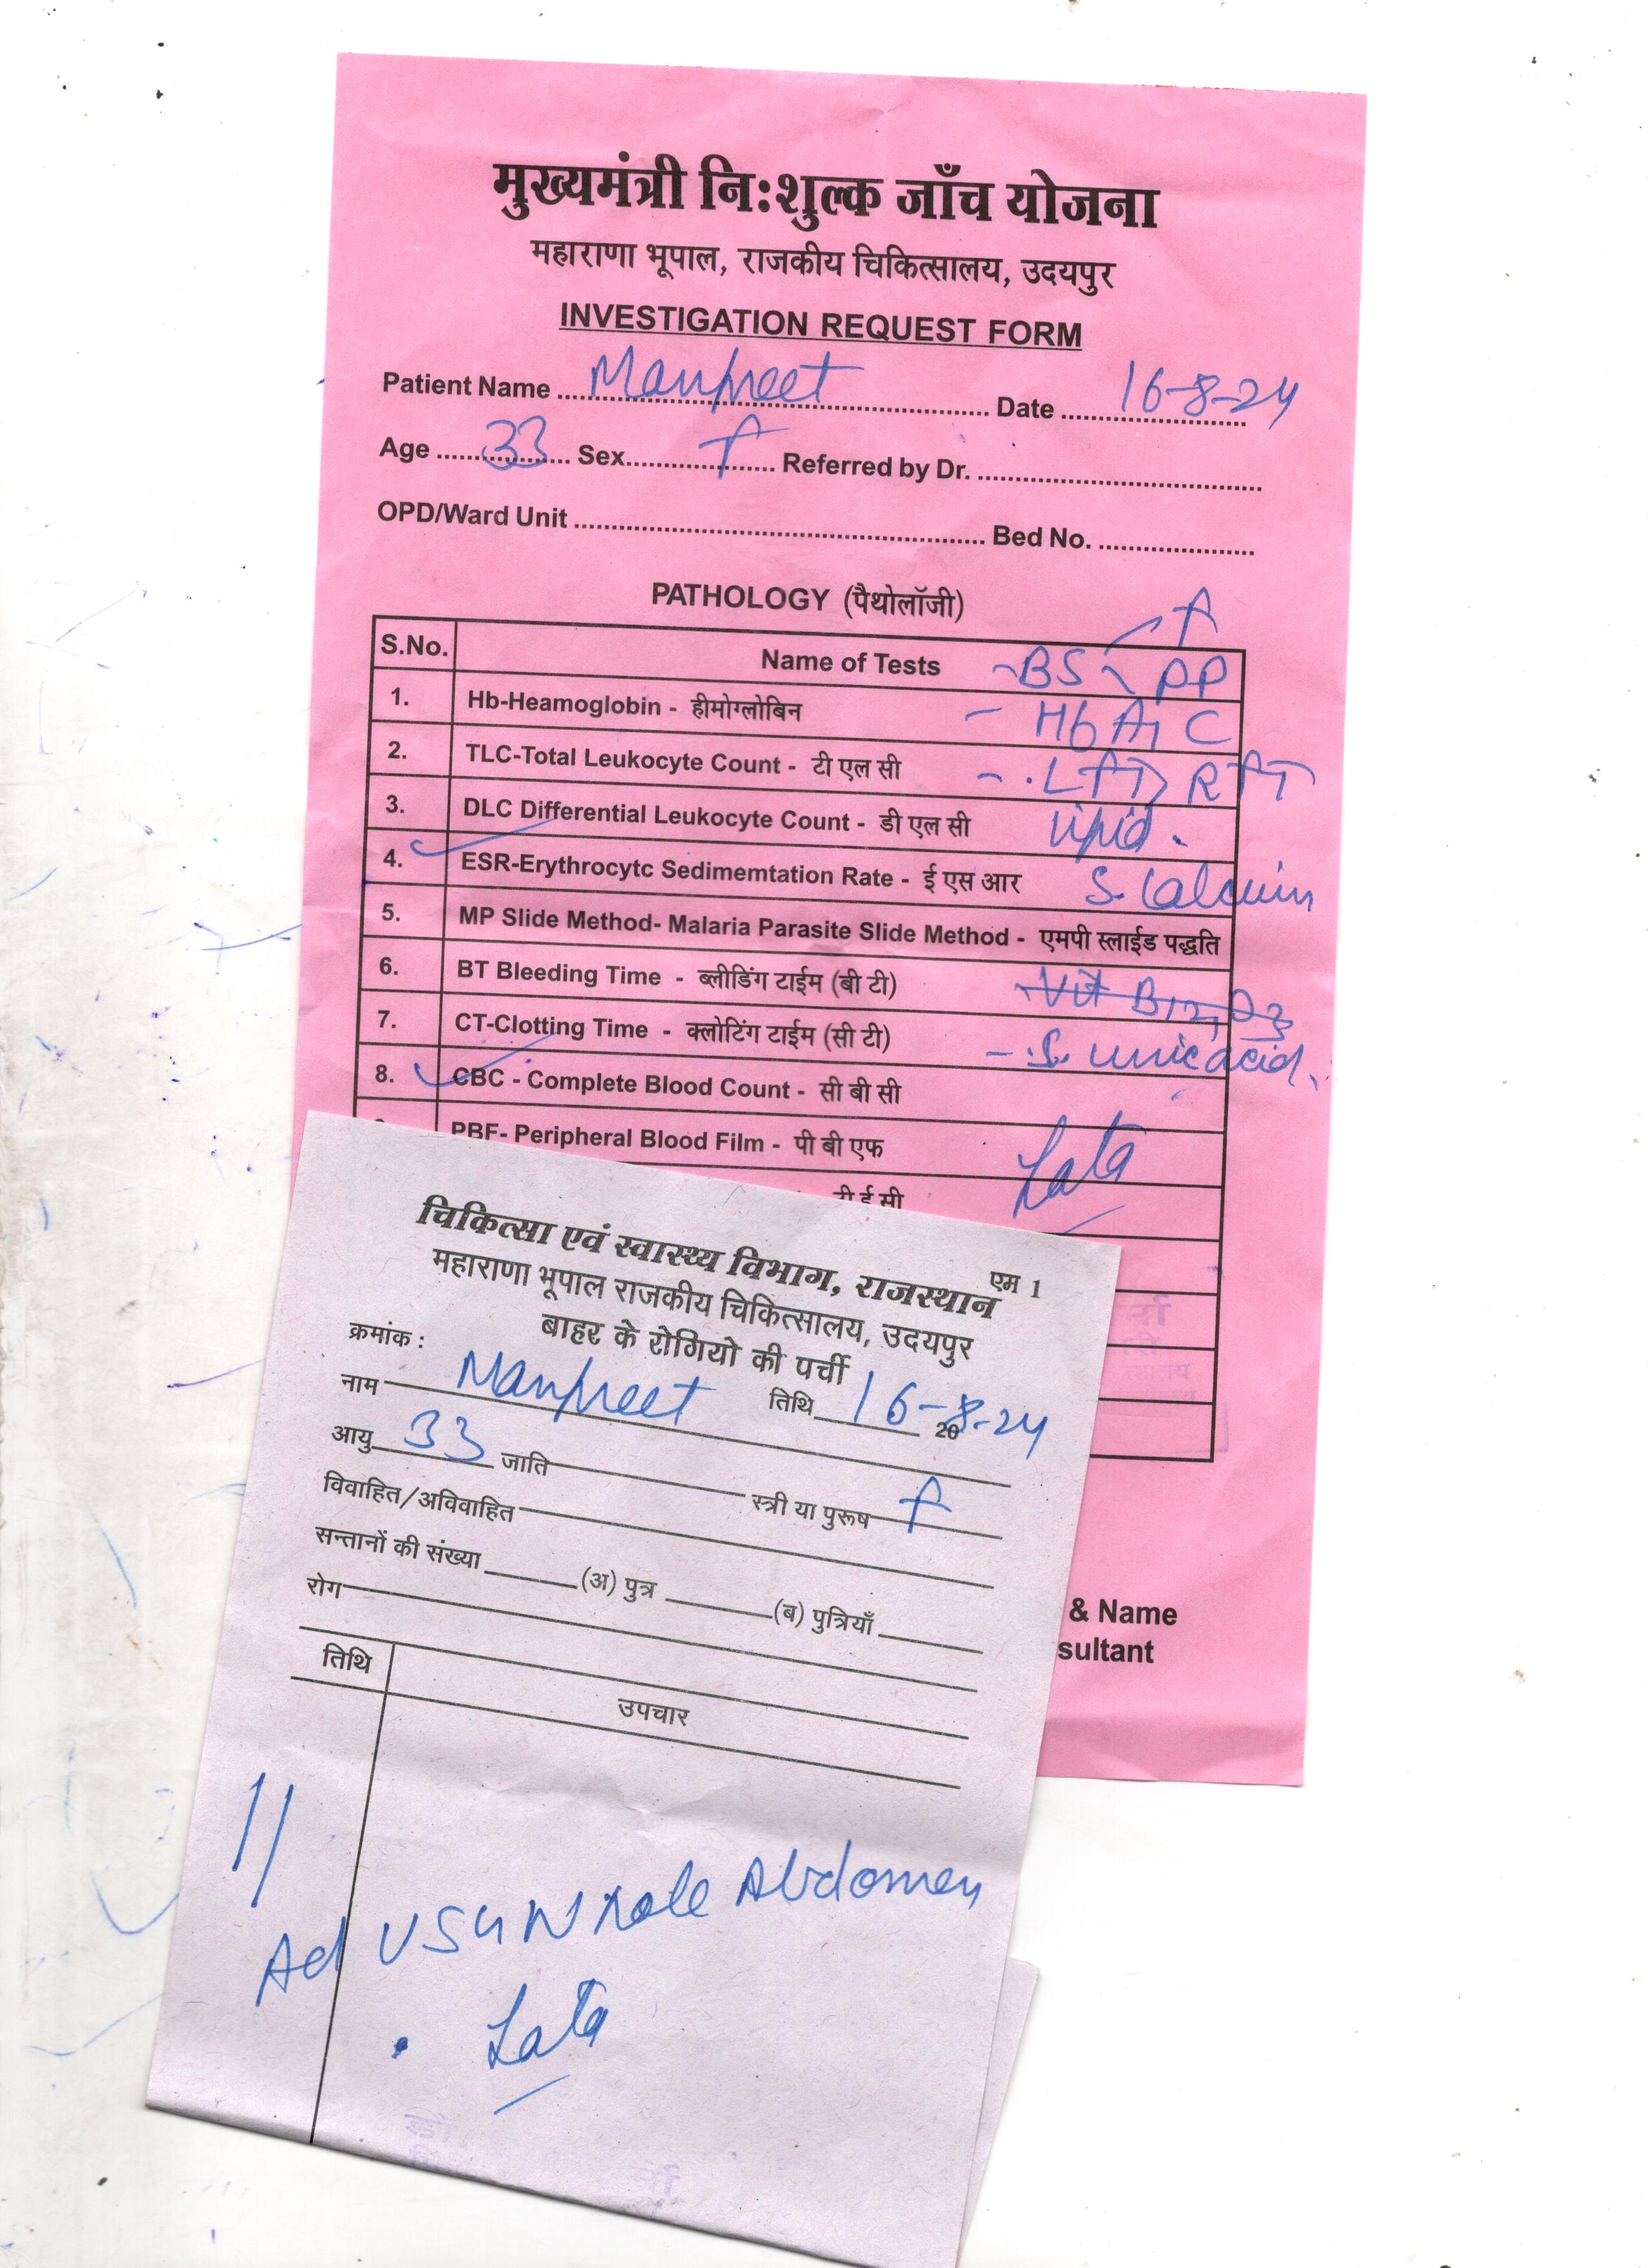 मुख्यमंत्री निःशुल्क जाँच योजना
महाराणा भूपाल, राजकीय चिकित्सालय, उदयपुर
INVESTIGATION REQUEST FORM
Patient Name Manpreet Date 16-8-24
Age 33 Sex f Referred by Dr.
OPD/Ward Unit Bed No.
PATHOLOGY (पैथोलॉजी)
f
S.No. Name of Tests - BS PP
1. Hb-Heamoglobin - हीमोग्लोबिन - HbA1C
2. TLC-Total Leukocyte Count - टी एल सी - LFT, RFT
3. DLC Differential Leukocyte Count - डी एल सी lipid.
4. ESR-Erythrocytc Sedimemtation Rate - ई एस आर S. Calcium
5. MP Slide Method- Malaria Parasite Slide Method - एमपी स्लाईड पद्धति
6. BT Bleeding Time - ब्लीडिंग टाईम (बी टी) Vit B12, D3
7. CT-Clotting Time - क्लोटिंग टाईम (सी टी) - S. uric acid.
8. CBC - Complete Blood Count - सी बी सी
PBF- Peripheral Blood Film - पी बी एफ Lata
ई सी
& Name
sultant
चिकित्सा एवं स्वास्थ्य विभाग, राजस्थान एम 1
महाराणा भूपाल राजकीय चिकित्सालय, उदयपुर
बाहर के रोगियो की पर्ची
क्रमांक :
नाम Manpreet तिथि 16-8-24 20
आयु 33 जाति स्त्री या पुरूष f
विवाहित/अविवाहित
सन्तानों की संख्या (अ) पुत्र (ब) पुत्रियाँ
रोग
तिथि उपचार
Ad USG Whole Abdomen
Lata